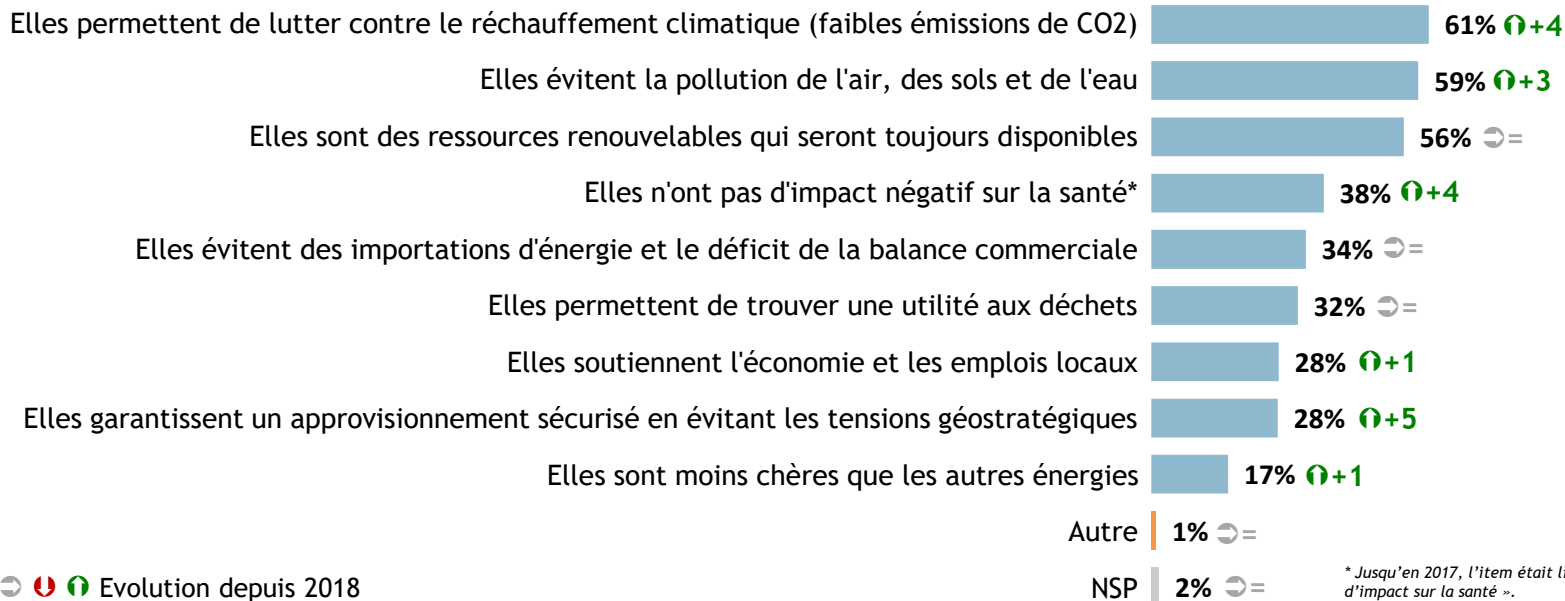 Elles permettent de lutter contre le réchauffement climatique (faibles émissions de CO2) 61% +4
Elles évitent la pollution de l'air, des sols et de l'eau 59% +3
Elles sont des ressources renouvelables qui seront toujours disponibles 56% =
Elles n'ont pas d'impact négatif sur la santé* 38% +4
Elles évitent des importations d'énergie et le déficit de la balance commerciale 34% =
Elles permettent de trouver une utilité aux déchets 32% =
Elles soutiennent l'économie et les emplois locaux 28% +1
Elles garantissent un approvisionnement sécurisé en évitant les tensions géostratégiques 28% +5
Elles sont moins chères que les autres énergies 17% +1
Autre 1% =
Evolution depuis 2018
NSP 2% =
* Jusqu'en 2017, l'item était
d'impact sur la santé ».